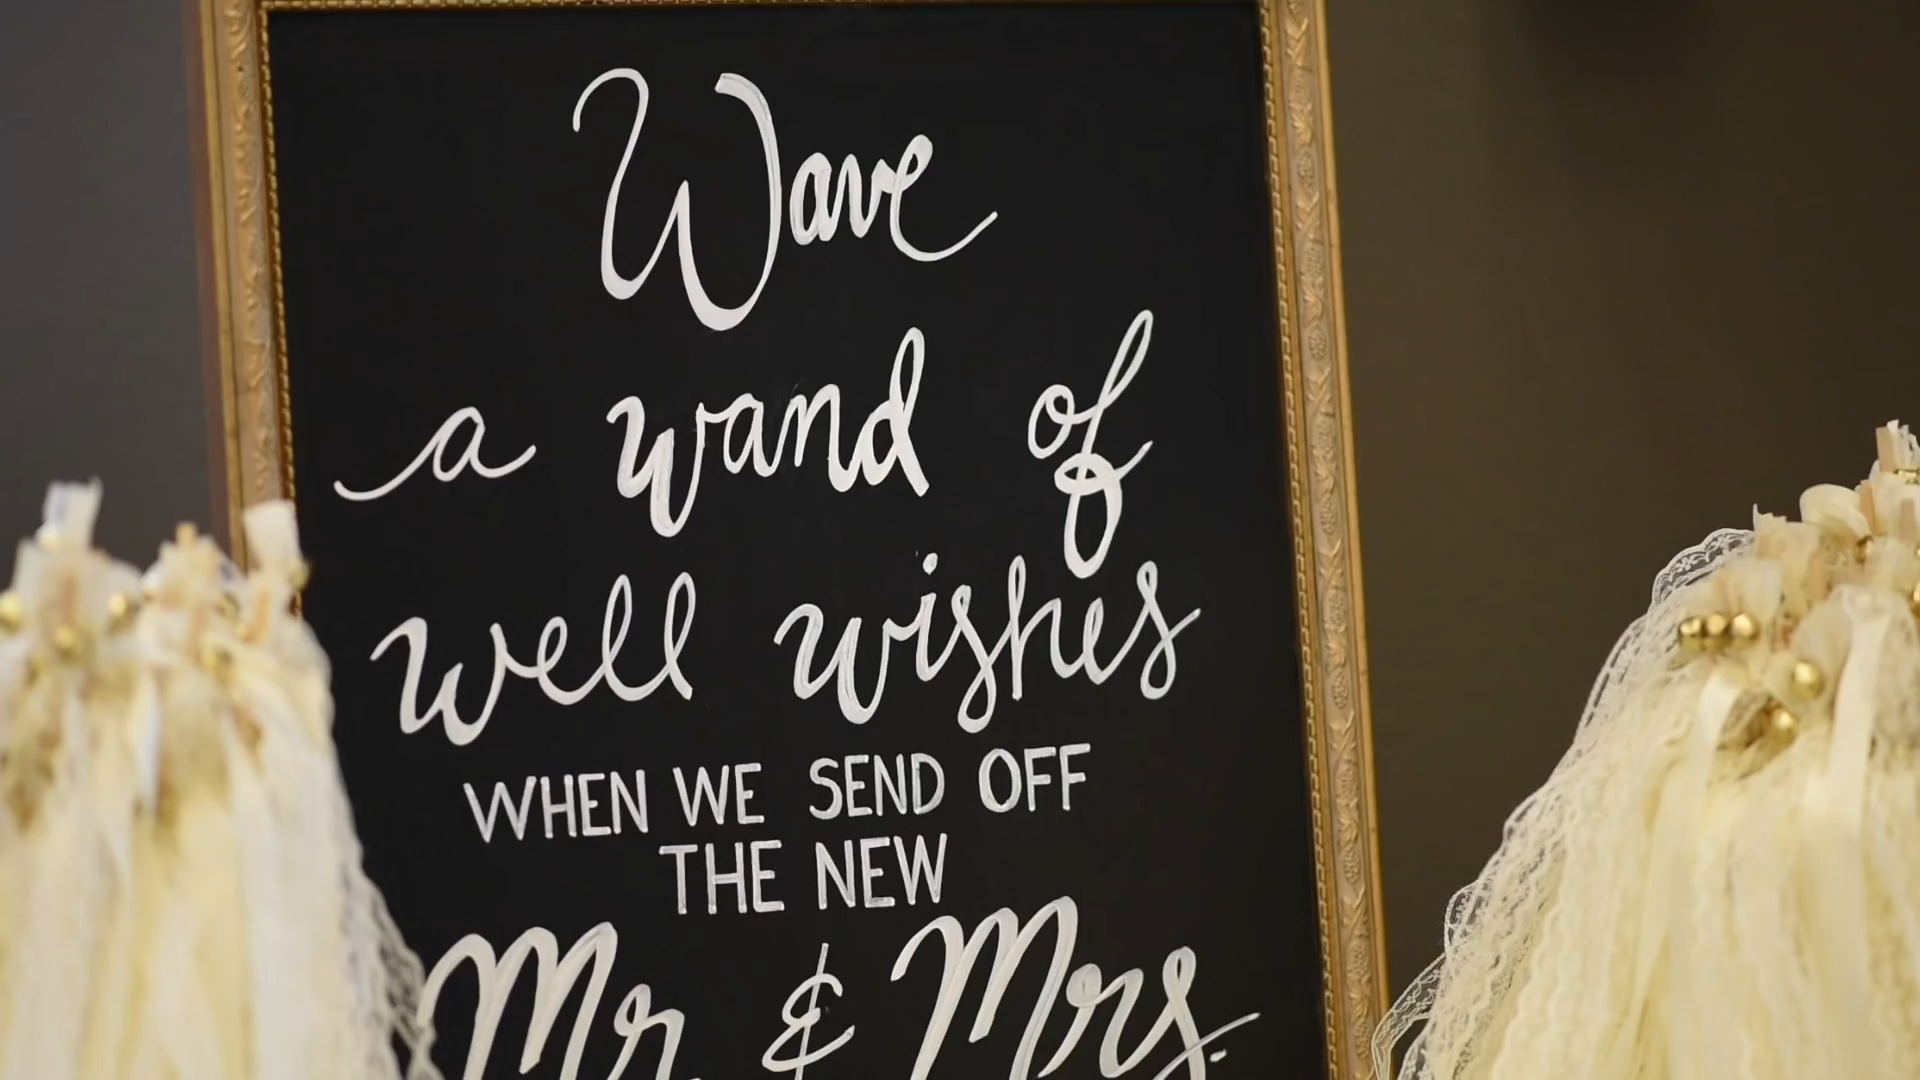 Wave
a wand of
well wishes
WHEN WE SEND OFF
THE NEW
Mr & Mrs.